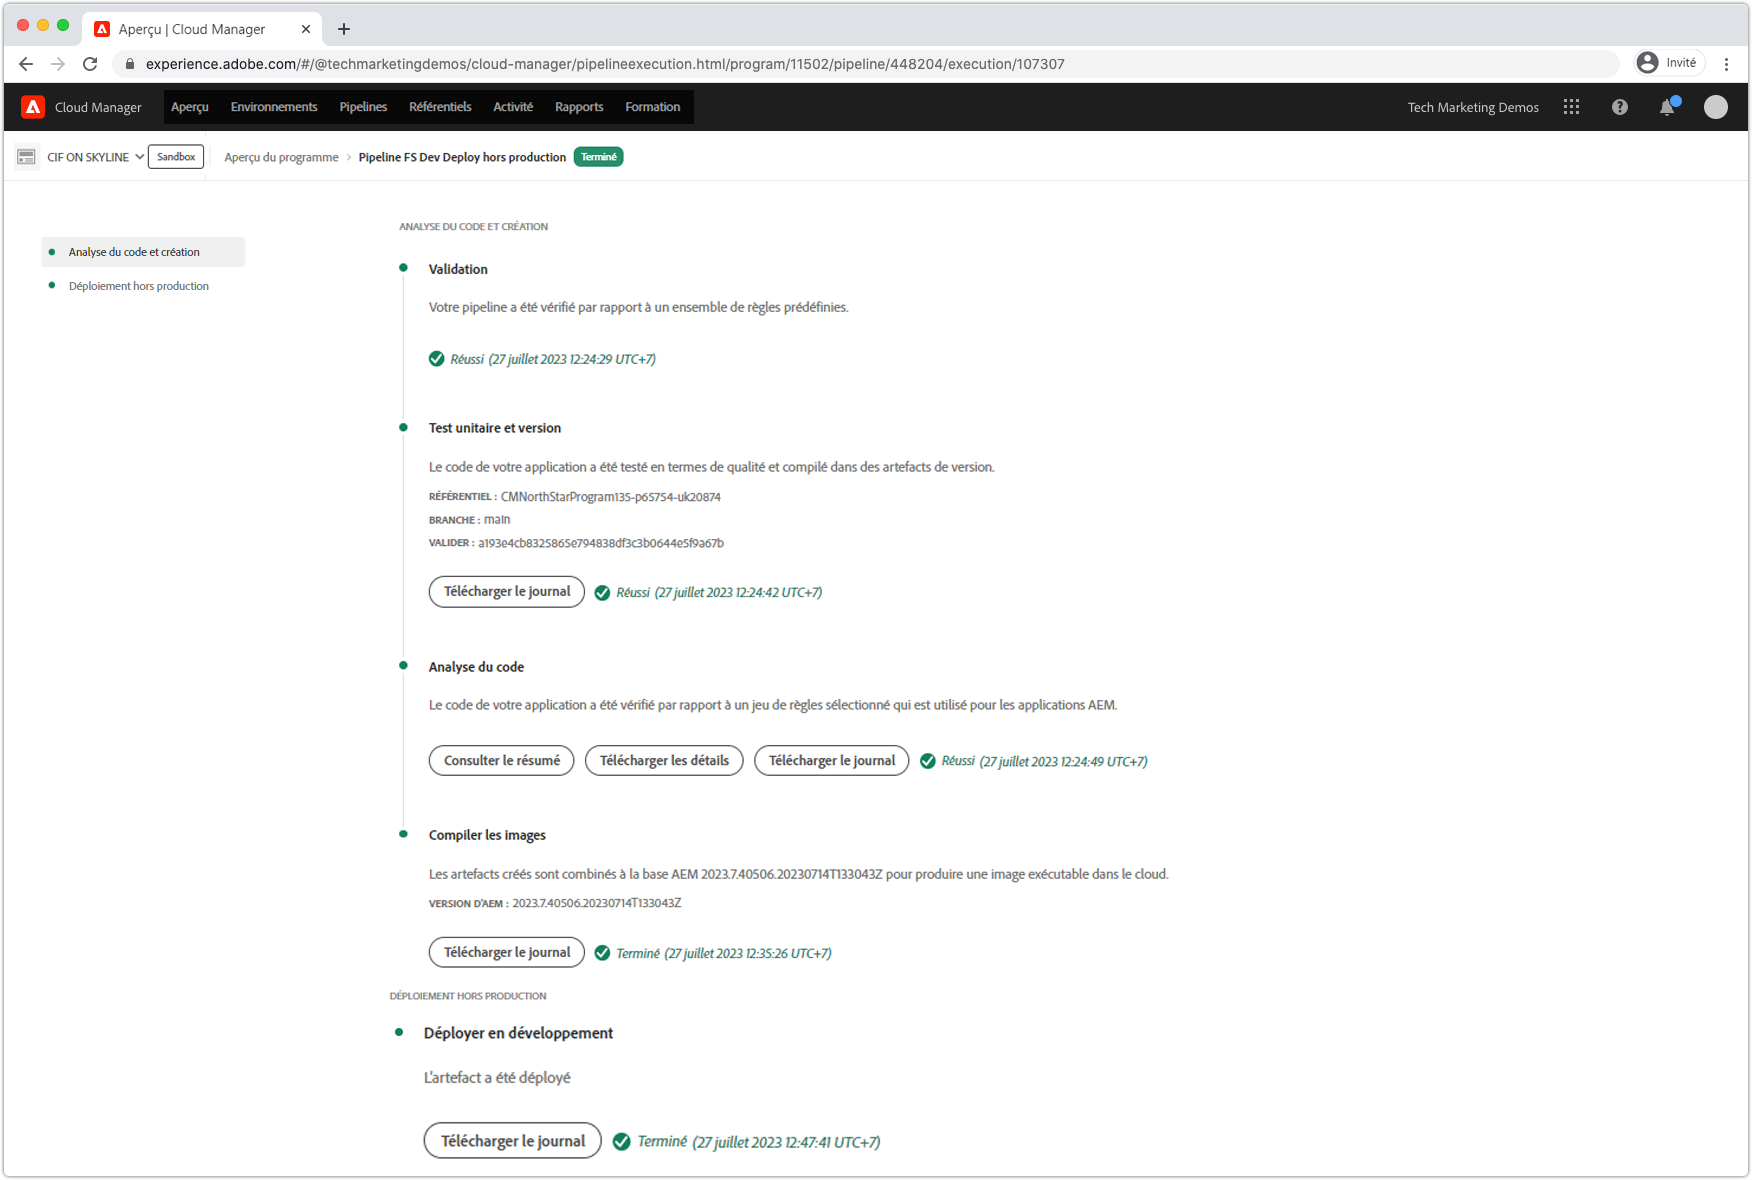 Aperçu | Cloud Manager
experience.adobe.com/#/@techmarketingdemos/cloud-manager/pipelineexecution.html/program/11502/pipeline/448204/execution/107307
Invité
Cloud Manager Aperçu Environnements Pipelines Référentiels Activité Rapports Formation Tech Marketing Demos
CIF ON SKYLINE Sandbox Aperçu du programme > Pipeline FS Dev Deploy hors production Terminé
Analyse du code et création
Déploiement hors production
ANALYSE DU CODE ET CRÉATION
Validation
Votre pipeline a été vérifié par rapport à un ensemble de règles prédéfinies.
Réussi (27 juillet 2023 12:24:29 UTC+7)
Test unitaire et version
Le code de votre application a été testé en termes de qualité et compilé dans des artefacts de version.
RÉFÉRENTIEL : CMNorthStarProgram135-p65754-uk20874
BRANCHE : main
VALIDER : a193e4cb8325865e794838df3c3b0644e5f9a67b
Télécharger le journal Réussi (27 juillet 2023 12:24:42 UTC+7)
Analyse du code
Le code de votre application a été vérifié par rapport à un jeu de règles sélectionné qui est utilisé pour les applications AEM.
Consulter le résumé Télécharger les détails Télécharger le journal Réussi (27 juillet 2023 12:24:49 UTC+7)
Compiler les images
Les artefacts créés sont combinés à la base AEM 2023.7.40506.20230714T133043Z pour produire une image exécutable dans le cloud.
VERSION D'AEM : 2023.7.40506.20230714T133043Z
Télécharger le journal Terminé (27 juillet 2023 12:35:26 UTC+7)
DÉPLOIEMENT HORS PRODUCTION
Déployer en développement
L'artefact a été déployé
Télécharger le journal Terminé (27 juillet 2023 12:47:41 UTC+7)